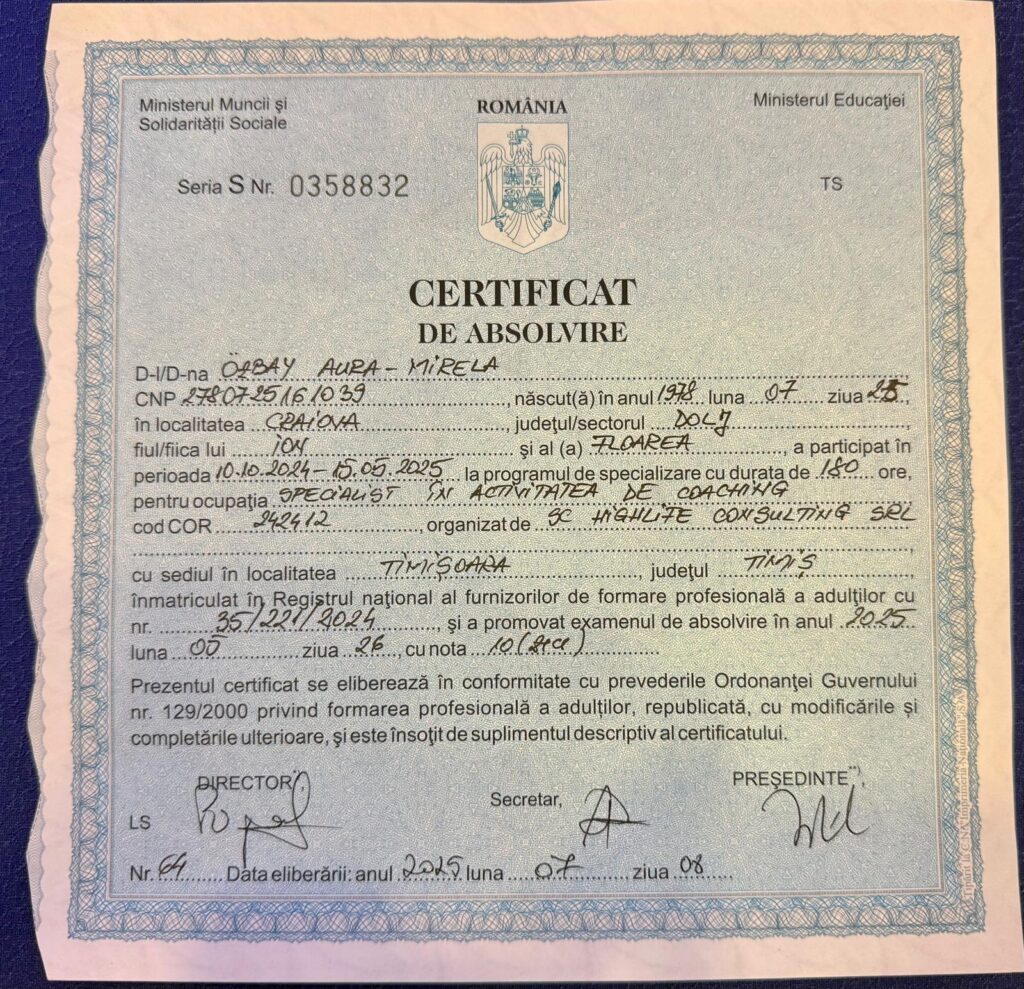 Ministerul Muncii și
Solidarității Sociale
ROMÂNIA
Ministerul Educației
Seria S Nr. 0358832
TS
CERTIFICAT
DE ABSOLVIRE
D-l/D-na ÖZBAY AURA-MIRELA
CNP 2780725161039, născut(ă) în anul 1978 luna 07 ziua 25,
în localitatea CRAIOVA, județul/sectorul DOLJ
fiul/fiica lui ION și al (a) FLOAREA, a participat în
perioada 10.10.2024-15.05.2025 la programul de specializare cu durata de 180 ore,
pentru ocupația SPECIALIST ÎN ACTIVITATEA DE COACHING
cod COR 242412, organizat de SC HIGHLITE CONSULTING SRL
cu sediul în localitatea TIMIȘOARA, județul TIMIȘ,
înmatriculat în Registrul național al furnizorilor de formare profesională a adulților cu
nr. 35/221/2024, și a promovat examenul de absolvire în anul 2025
luna 05 ziua 26, cu nota 10 (zece)
Prezentul certificat se eliberează în conformitate cu prevederile Ordonanței Guvernului
nr. 129/2000 privind formarea profesională a adulților, republicată, cu modificările și
completările ulterioare, și este însoțit de suplimentul descriptiv al certificatului.
DIRECTOR*),
Secretar,
PREȘEDINTE**),
LS
Nr. 64 Data eliberării: anul 2025 luna 07 ziua 08